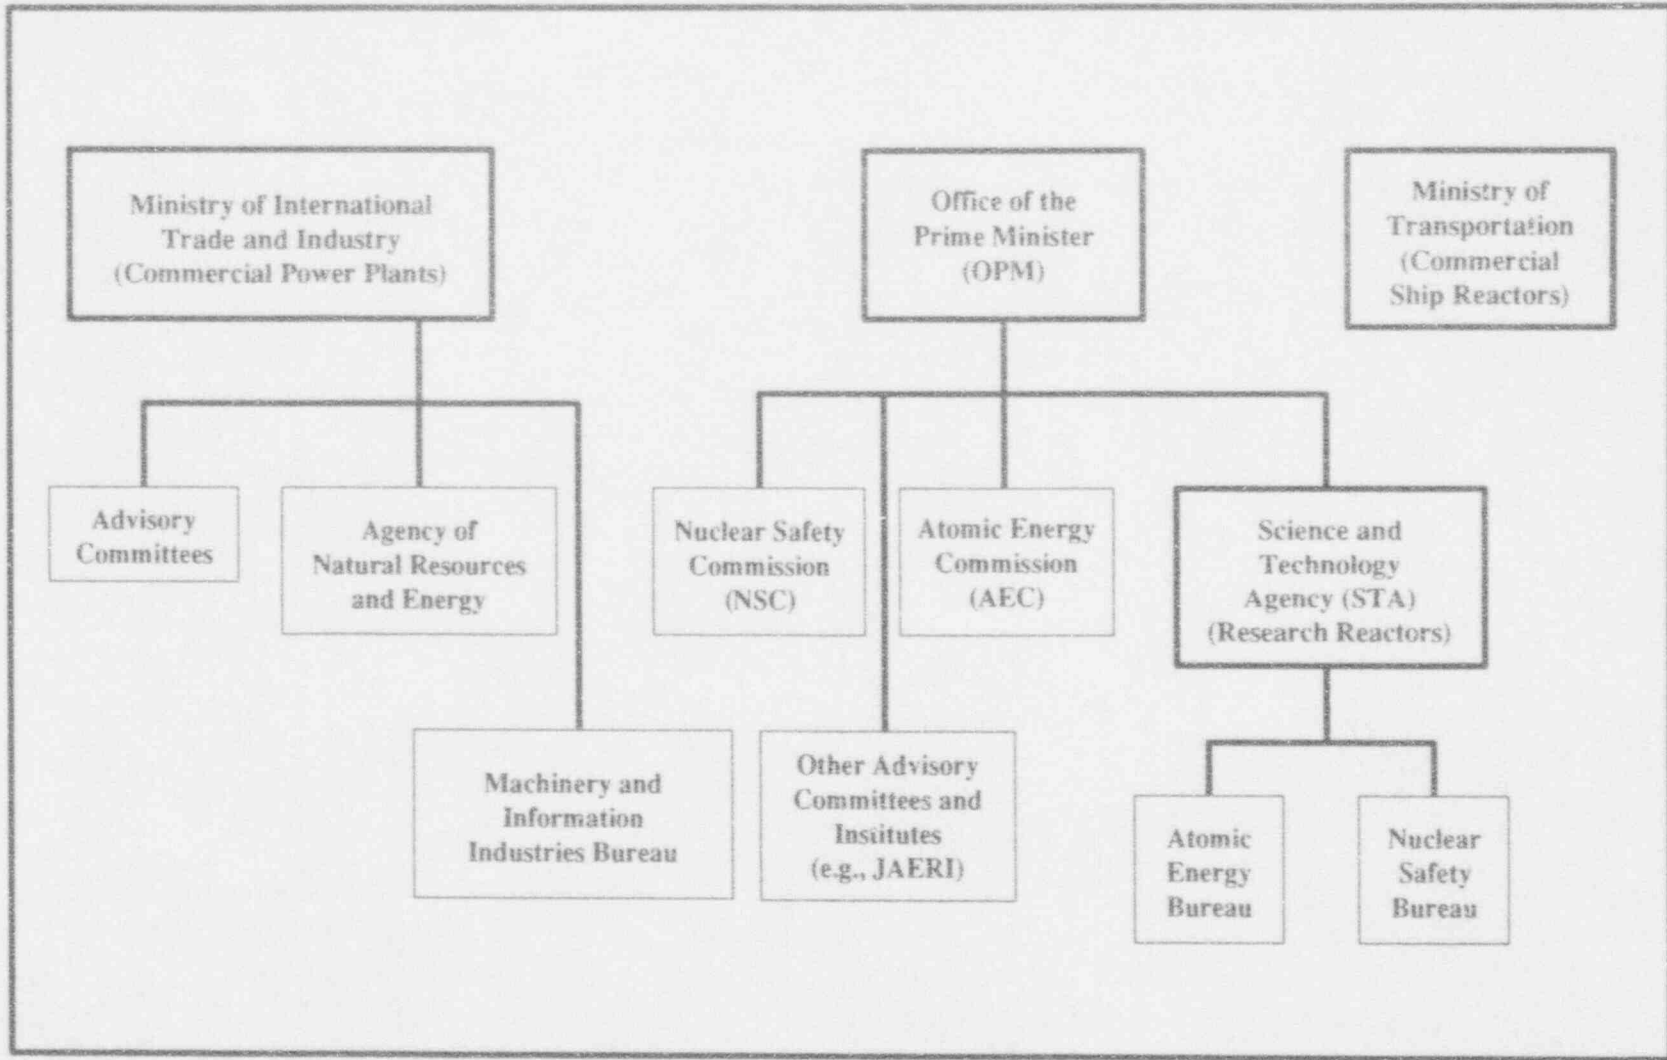 Ministry of International
Trade and Industry
(Commercial Power Plants)
Office of the
Prime Minister
(OPM)
Ministry of
Transportation
(Commercial
Ship Reactors)
Advisory
Committees
Agency of
Natural Resources
and Energy
Nuclear Safety
Commission
(NSC)
Atomic Energy
Commission
(AEC)
Science and
Technology
Agency (STA)
(Research Reactors)
Machinery and
Information
Industries Bureau
Other Advisory
Committees and
Institutes
(e.g., JAERI)
Atomic
Energy
Bureau
Nuclear
Safety
Bureau